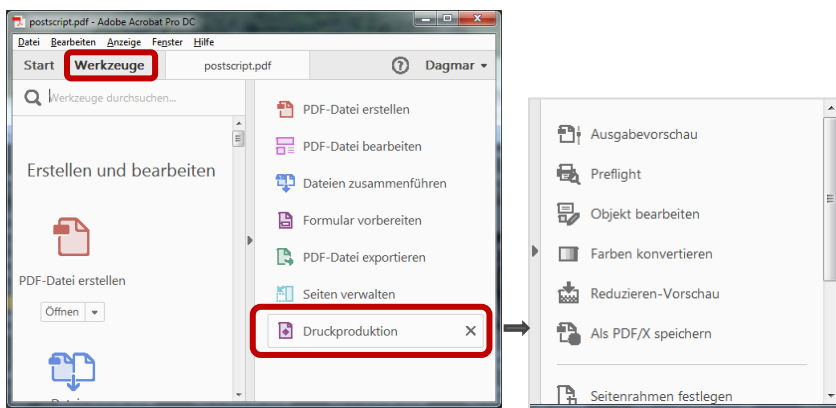 postscript.pdf - Adobe Acrobat Pro DC
Datei Bearbeiten Anzeige Fenster Hilfe
Start Werkzeuge postscript.pdf Dagmar
Werkzeuge durchsuchen...
Erstellen und bearbeiten
PDF-Datei erstellen
Öffnen
PDF-Datei erstellen
PDF-Datei bearbeiten
Dateien zusammenführen
Formular vorbereiten
PDF-Datei exportieren
Seiten verwalten
Druckproduktion
Ausgabevorschau
Preflight
Objekt bearbeiten
Farben konvertieren
Reduzieren-Vorschau
Als PDF/X speichern
Seitenrahmen festlegen